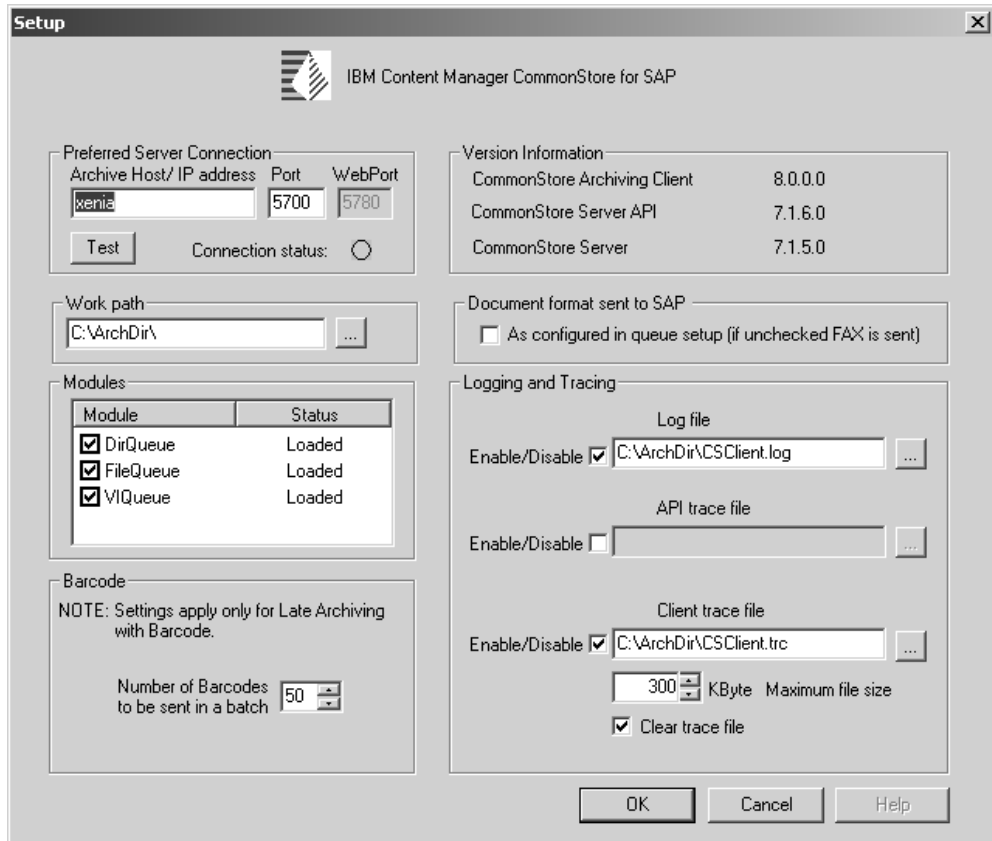 Setup
IBM Content Manager CommonStore for SAP
Preferred Server Connection
Archive Host/ IP address Port WebPort
xenia 5700 5780
Test Connection status:
Version Information
CommonStore Archiving Client 8.0.0.0
CommonStore Server API 7.1.6.0
CommonStore Server 7.1.5.0
Work path
C:\ArchDir\ ...
Document format sent to SAP
As configured in queue setup (if unchecked FAX is sent)
Modules
Module Status
DirQueue Loaded
FileQueue Loaded
VIQueue Loaded
Logging and Tracing
Log file
Enable/Disable C:\ArchDir\CSClient.log ...
API trace file
Enable/Disable ...
Client trace file
Enable/Disable C:\ArchDir\CSClient.trc ...
300 KByte Maximum file size
Clear trace file
Barcode
NOTE: Settings apply only for Late Archiving
with Barcode.
Number of Barcodes
to be sent in a batch 50
OK Cancel Help